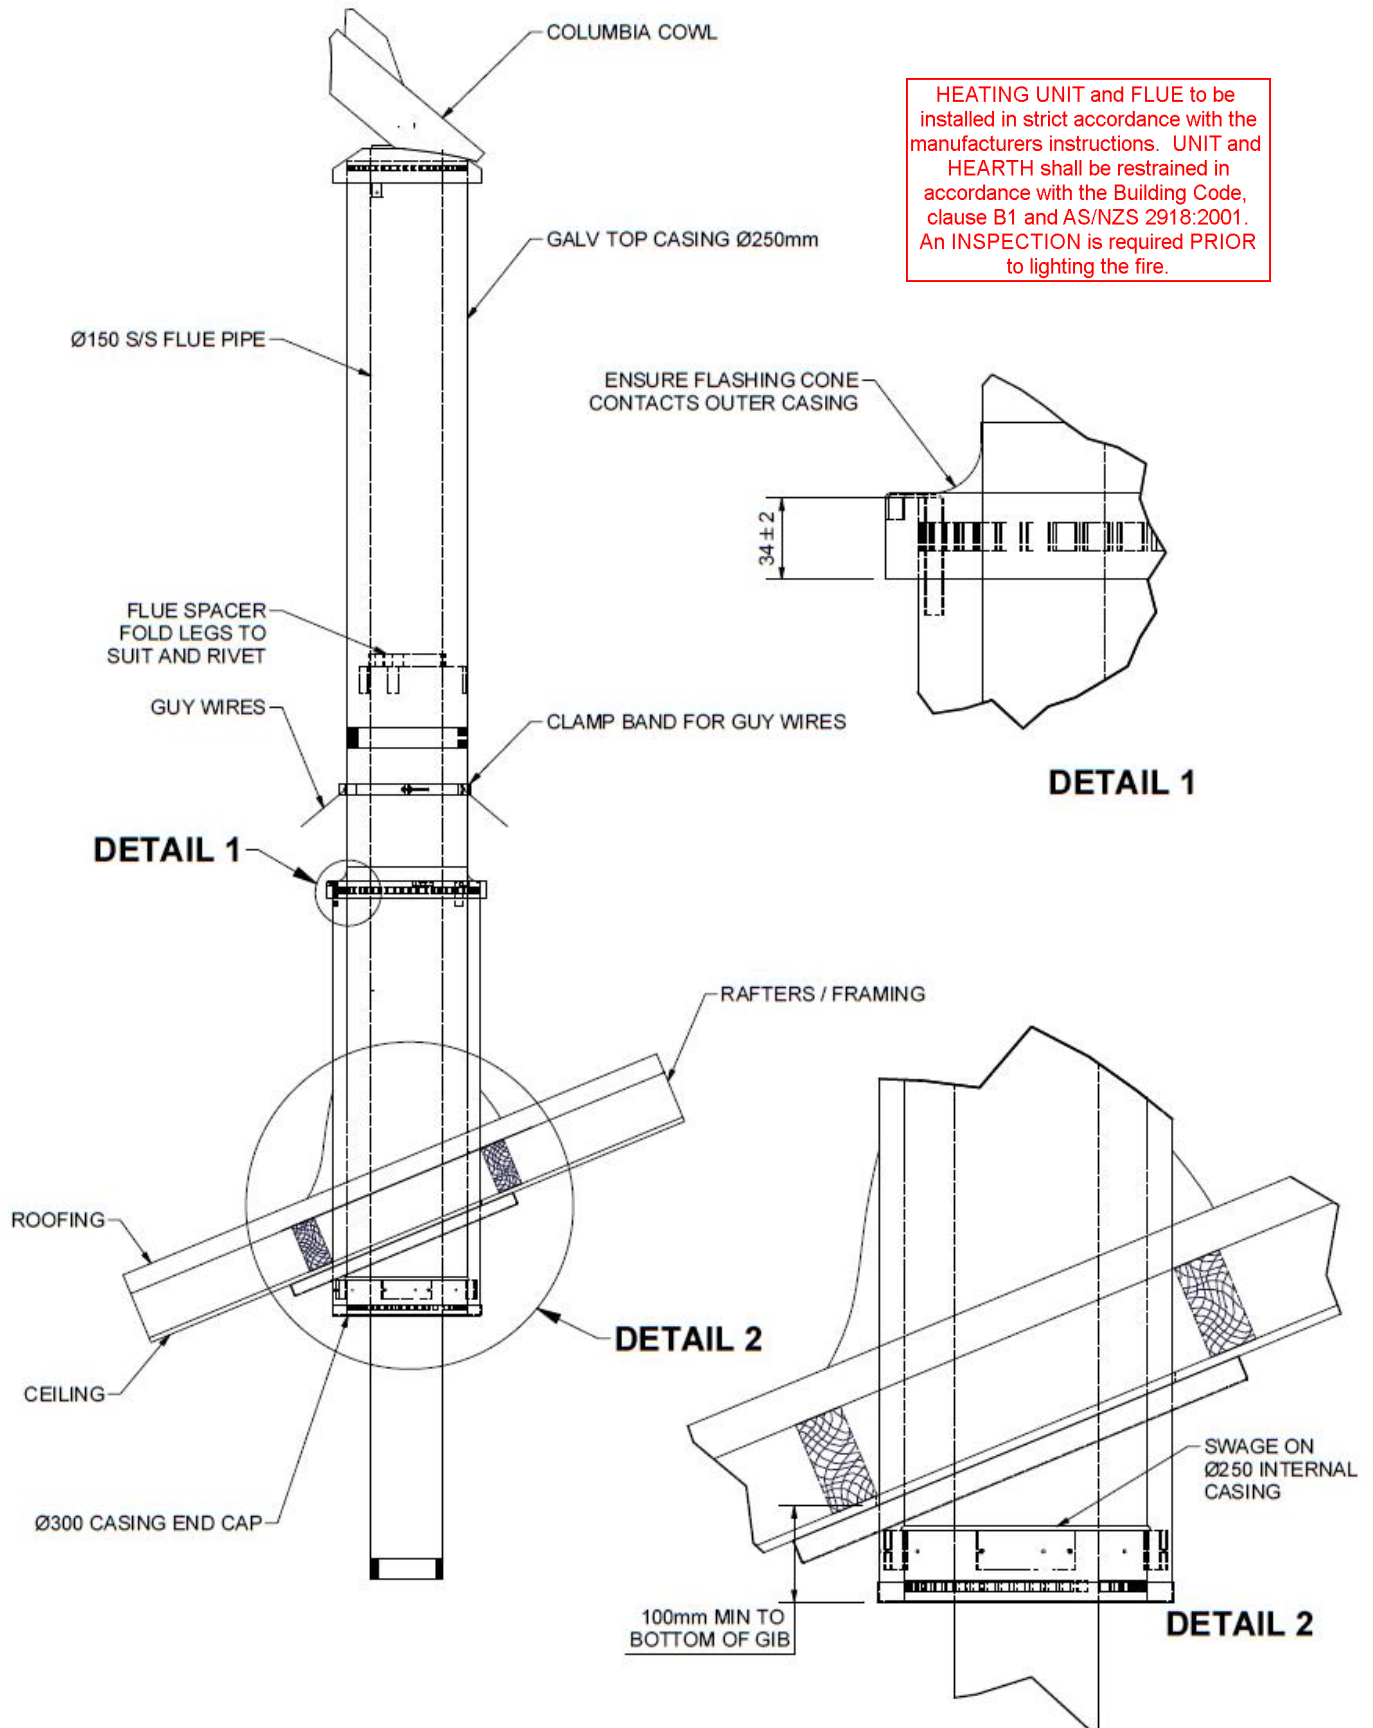 COLUMBIA COWL
HEATING UNIT and FLUE to be
installed in strict accordance with the
manufacturers instructions. UNIT and
HEARTH shall be restrained in
accordance with the Building Code,
clause B1 and AS/NZS 2918:2001.
An INSPECTION is required PRIOR
to lighting the fire.
GALV TOP CASING Ø250mm
Ø150 S/S FLUE PIPE
ENSURE FLASHING CONE
CONTACTS OUTER CASING
34±2
FLUE SPACER
FOLD LEGS TO
SUIT AND RIVET
GUY WIRES
CLAMP BAND FOR GUY WIRES
DETAIL 1
DETAIL 1
RAFTERS / FRAMING
ROOFING
DETAIL 2
CEILING
SWAGE ON
Ø250 INTERNAL
CASING
Ø300 CASING END CAP
100mm MIN TO
BOTTOM OF GIB
DETAIL 2